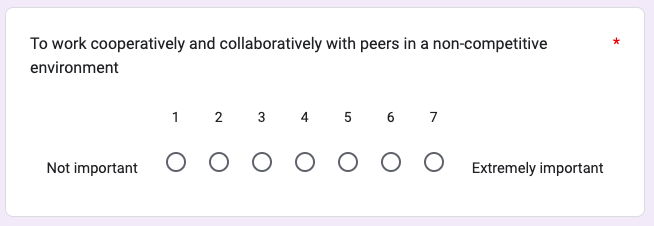 To work cooperatively and collaboratively with peers in a non-competitive *
environment
1 2 3 4 5 6 7
Not important Extremely important